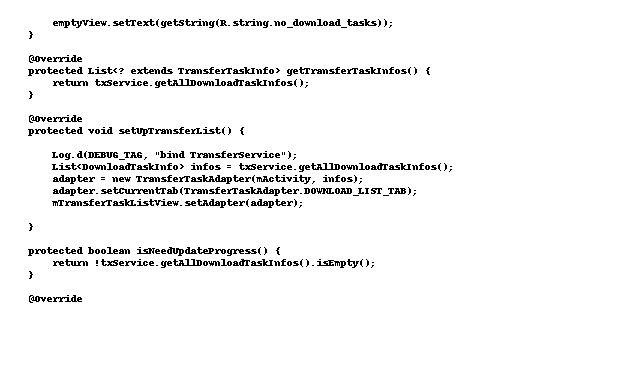 emptyView.setText(getString(R.string.no_download_tasks));
}
@Override
protected List<? extends TransferTaskInfo> getTransferTaskInfos() {
return txService.getAllDownloadTaskInfos();
}
@Override
protected void setUpTransferList() {
Log.d(DEBUG_TAG, "bind TransferService");
List<DownloadTaskInfo> infos = txService.getAllDownloadTaskInfos();
adapter = new TransferTaskAdapter(mActivity, infos);
adapter.setCurrentTab(TransferTaskAdapter.DOWNLOAD_LIST_TAB);
mTransferTaskListView.setAdapter(adapter);
}
protected boolean isNeedUpdateProgress() {
return !txService.getAllDownloadTaskInfos().isEmpty();
}
@Override